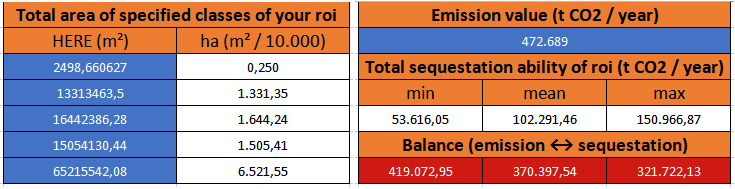 Total area of specified classes of your roi
HERE (m²) ha (m² / 10.000)
2498,660627 0,250
13313463,5 1.331,35
16442386,28 1.644,24
15054130,44 1.505,41
65215542,08 6.521,55
Emission value (t CO2 / year)
472.689
Total sequestation ability of roi (t CO2 / year)
min mean max
53.616,05 102.291,46 150.966,87
Balance (emission ↔ sequestation)
419.072,95 370.397,54 321.722,13